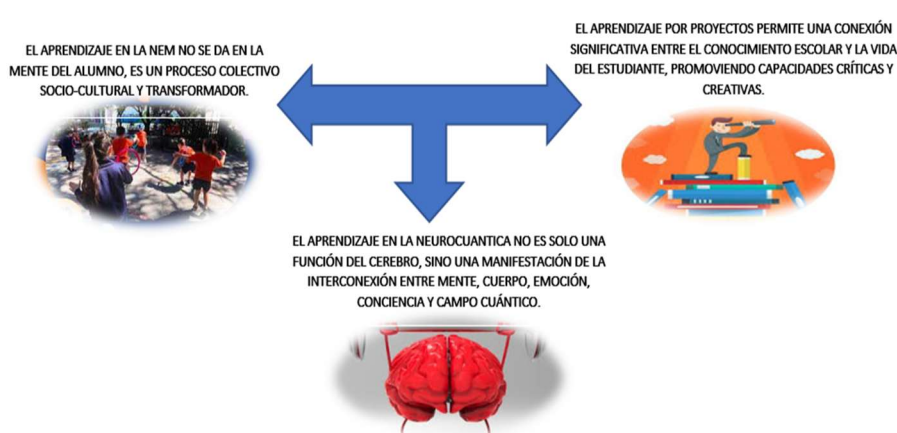 EL APRENDIZAJE EN LA NEM NO SE DA EN LA
MENTE DEL ALUMNO, ES UN PROCESO COLECTIVO
SOCIO-CULTURAL Y TRANSFORMADOR.
EL APRENDIZAJE POR PROYECTOS PERMITE UNA CONEXIÓN
SIGNIFICATIVA ENTRE EL CONOCIMIENTO ESCOLAR Y LA VIDA
DEL ESTUDIANTE, PROMOVIENDO CAPACIDADES CRÍTICAS Y
CREATIVAS.
EL APRENDIZAJE EN LA NEUROCUANTICA NO ES SOLO UNA
FUNCIÓN DEL CEREBRO, SINO UNA MANIFESTACIÓN DE LA
INTERCONEXIÓN ENTRE MENTE, CUERPO, EMOCIÓN,
CONCIENCIA Y CAMPO CUÁNTICO.